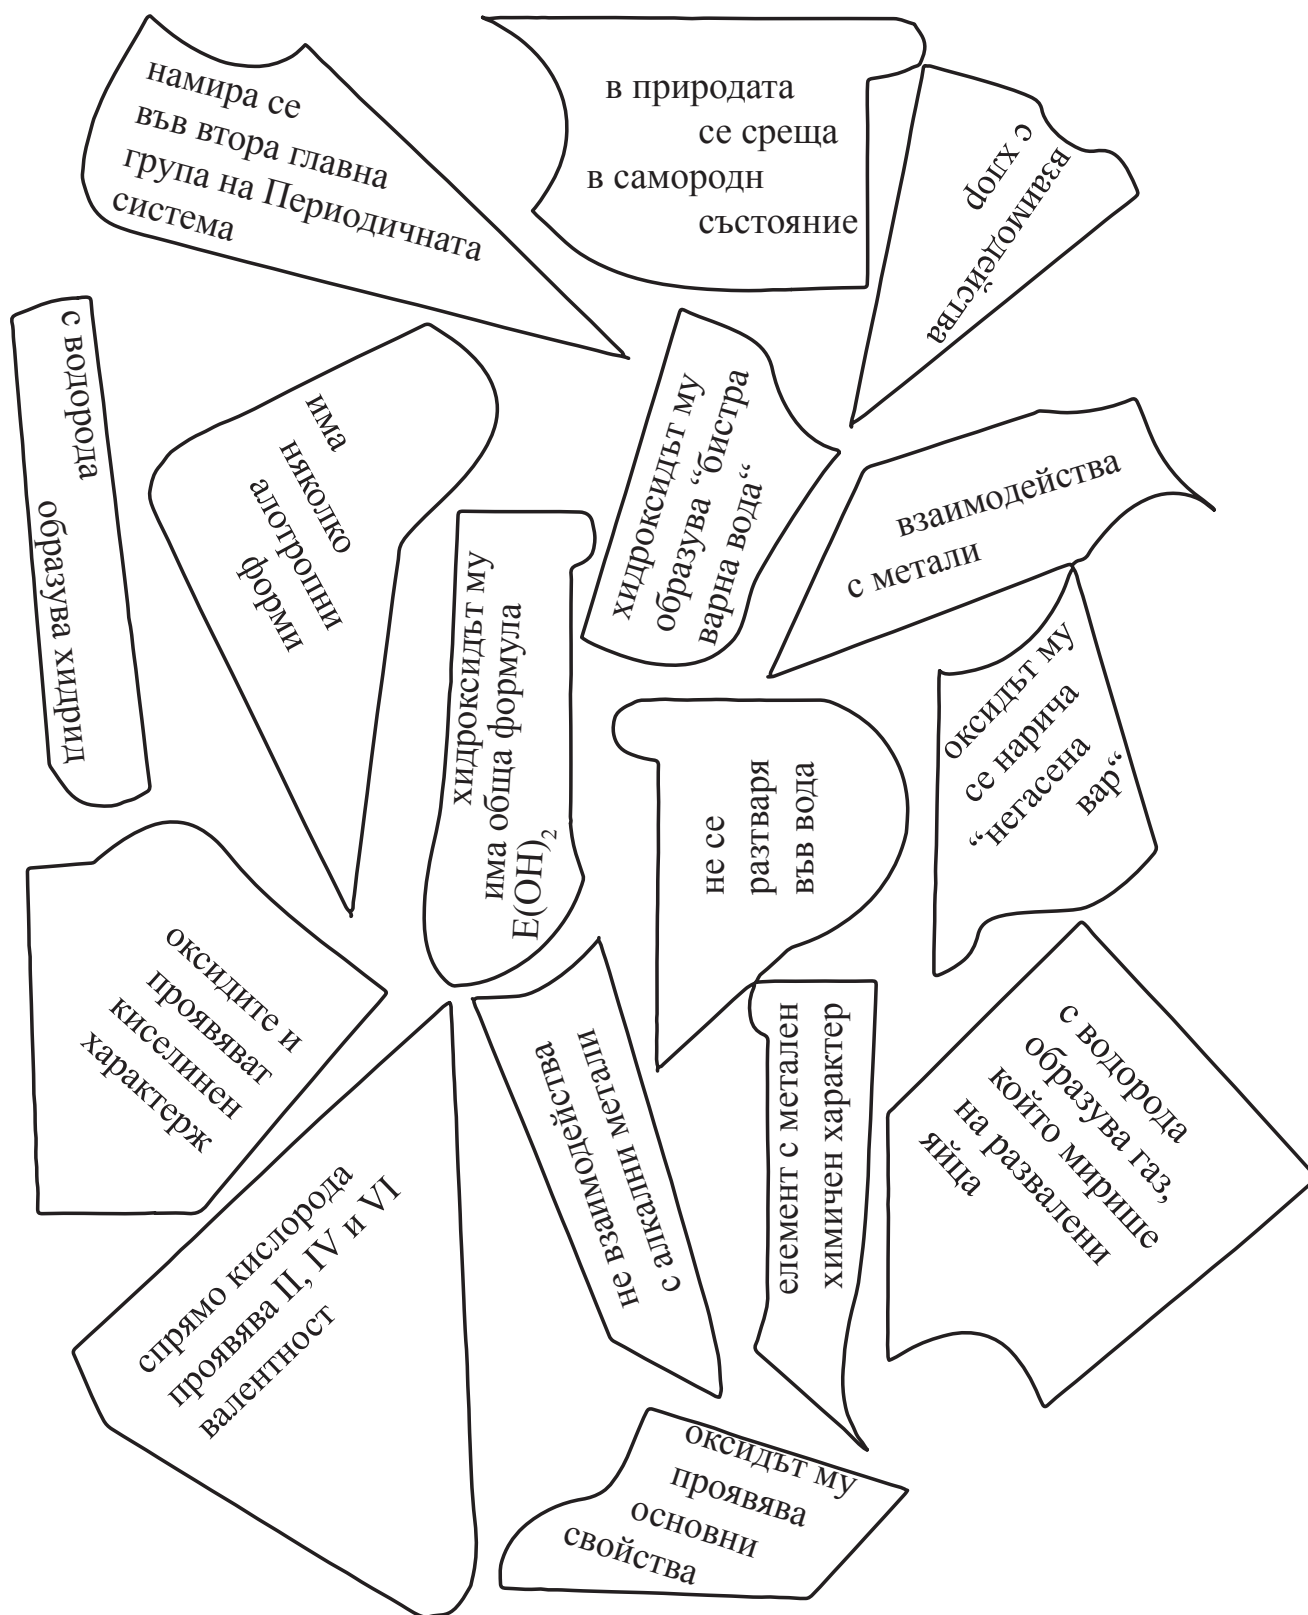 намира се
във втора главна
група на Периодичната
система
в природата
се среща
в самородн
състояние
взаимодейства
с хлор
с водорода
образува хидрид
има
няколко
алотропни
форми
хидроксидът му
образува “бистра
варна вода“
взаимодейства
с метали
хидроксидът му
има обща формула
E(OH)₂
не се
разтваря
във вода
оксидът му
се нарича
“негасена
вар“
оксидите и
проявяват
киселинен
характерж
не взаимодейства
с алкални метали
елемент с метален
химичен характер
с водорода
образува газ,
който мирише
на развалени
яйца
спрямо кислорода
проявява II, IV и VI
валентност
оксидът му
проявява
основни
свойства